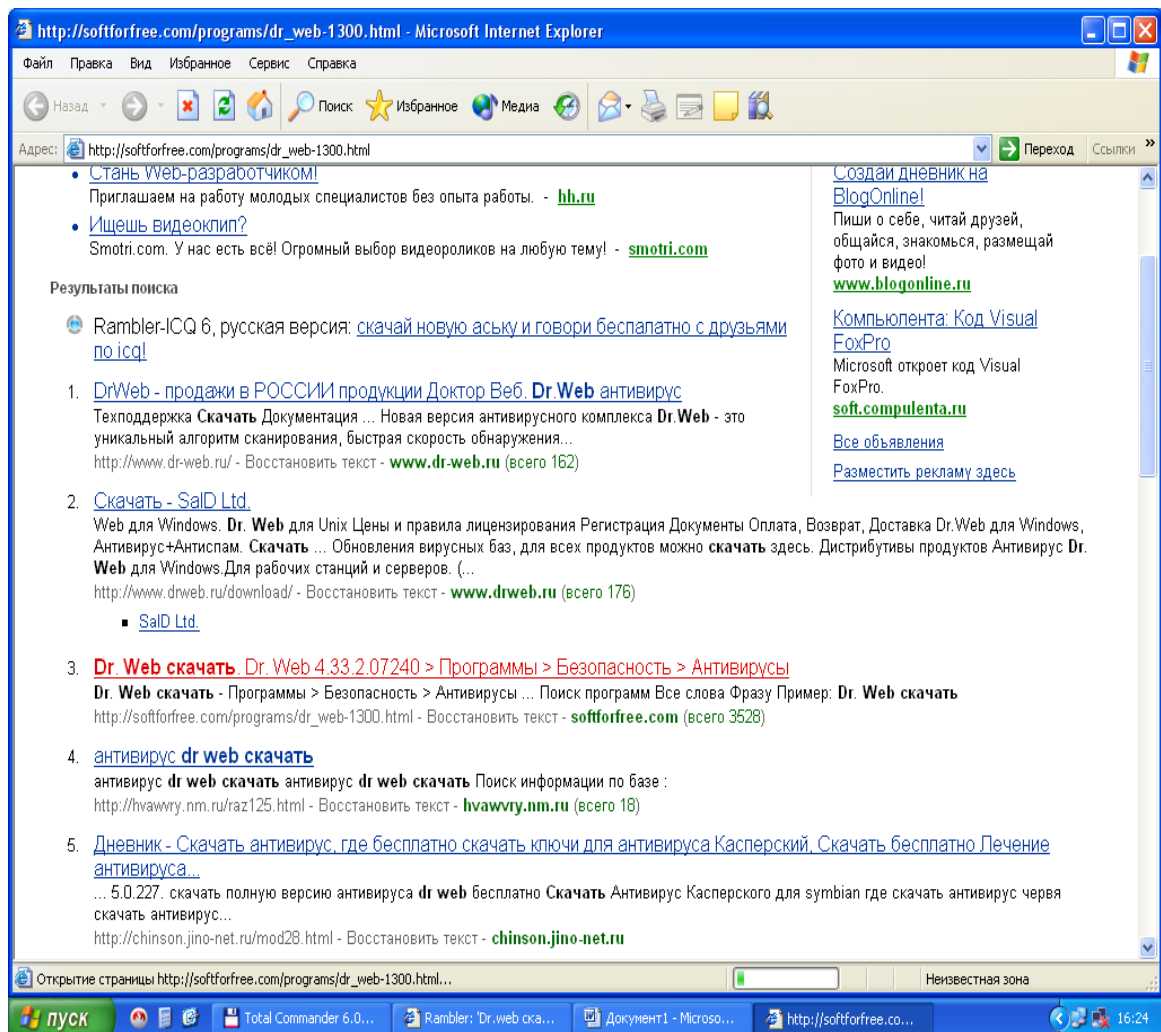 http://softforfree.com/programs/dr_web-1300.html - Microsoft Internet Explorer
Файл Правка Вид Избранное Сервис Справка
Назад Поиск Избранное Медиа
Адрес: http://softforfree.com/programs/dr_web-1300.html Переход Ссылки »
Стань Web-разработчиком!
Приглашаем на работу молодых специалистов без опыта работы. - hh.ru
Ищешь видеоклип?
Smotri.com. У нас есть всё! Огромный выбор видеороликов на любую тему! - smotri.com
Создай дневник на
BlogOnline!
Пиши о себе, читай друзей,
общайся, знакомься, размещай
фото и видео!
www.blogonline.ru
Компьюлента: Код Visual
FoxPro
Microsoft откроет код Visual
FoxPro.
soft.compulenta.ru
Все объявления
Разместить рекламу здесь
Результаты поиска
Rambler-ICQ 6, русская версия: скачай новую аську и говори беспалатно с друзьями
по icq!
1. DrWeb - продажи в РОССИИ продукции Доктор Веб. Dr.Web антивирус
Техподдержка Скачать Документация ... Новая версия антивирусного комплекса Dr.Web - это
уникальный алгоритм сканирования, быстрая скорость обнаружения...
http://www.dr-web.ru/ - Восстановить текст - www.dr-web.ru (всего 162)
2. Скачать - SalD Ltd.
Web для Windows. Dr. Web для Unix Цены и правила лицензирования Регистрация Документы Оплата, Возврат, Доставка Dr.Web для Windows,
Антивирус+Антиспам. Скачать ... Обновления вирусных баз, для всех продуктов можно скачать здесь. Дистрибутивы продуктов Антивирус Dr.
Web для Windows.Для рабочих станций и серверов. (...
http://www.drweb.ru/download/ - Восстановить текст - www.drweb.ru (всего 176)
SalD Ltd.
3. Dr. Web скачать. Dr. Web 4.33.2.07240 > Программы > Безопасность > Антивирусы
Dr. Web скачать - Программы > Безопасность > Антивирусы ... Поиск программ Все слова Фразу Пример: Dr. Web скачать
http://softforfree.com/programs/dr_web-1300.html - Восстановить текст - softforfree.com (всего 3528)
4. антивирус dr web скачать
антивирус dr web скачать антивирус dr web скачать Поиск информации по базе :
http://hvawvry.nm.ru/raz125.html - Восстановить текст - hvawvry.nm.ru (всего 18)
5. Дневник - Скачать антивирус, где бесплатно скачать ключи для антивируса Касперский, Скачать бесплатно Лечение
антивируса...
... 5.0.227. скачать полную версию антивируса dr web бесплатно Скачать Антивирус Касперского для symbian где скачать антивирус червя
скачать антивирус...
http://chinson.jino-net.ru/mod28.html - Восстановить текст - chinson.jino-net.ru
Открытие страницы http://softforfree.com/programs/dr_web-1300.html... Неизвестная зона
пуск Total Commander 6.0... Rambler: 'Dr.web ска... Документ1 - Microso... http://softforfree.co... 16:24